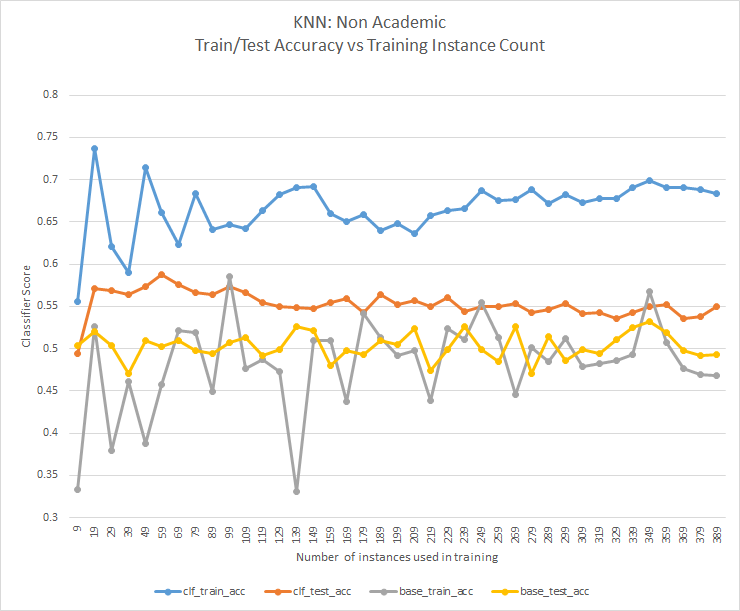 KNN: Non Academic
Train/Test Accuracy vs Training Instance Count
0.8
0.75
0.7
0.65
0.6
0.55
0.5
0.45
0.4
0.35
0.3
Classifier Score
9 19 29 39 49 59 69 79 89 99 109 119 129 139 149 159 169 179 189 199 209 219 229 239 249 259 269 279 289 299 309 319 329 339 349 359 369 379 389
Number of instances used in training
clf_train_acc clf_test_acc base_train_acc base_test_acc